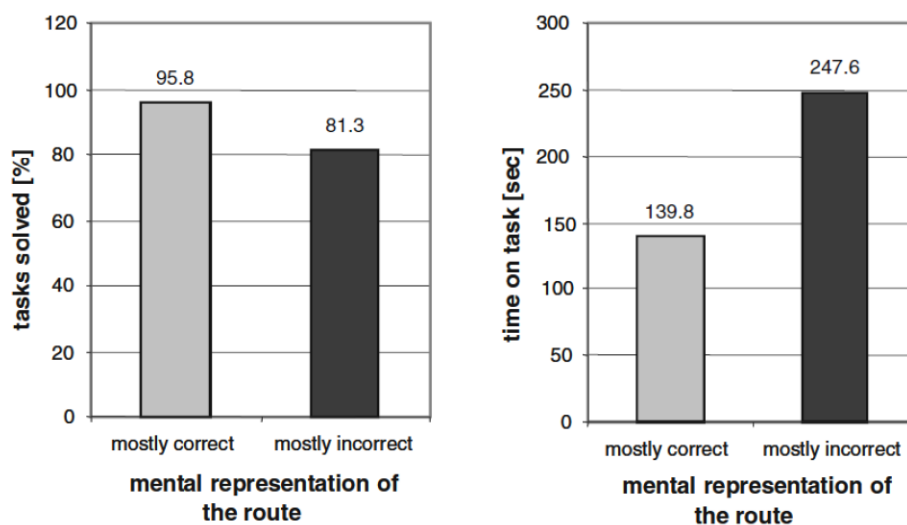 tasks solved [%]
120
100
80
60
40
20
0
95.8
81.3
mostly correct
mostly incorrect
mental representation of
the route
time on task [sec]
300
250
200
150
100
50
0
139.8
247.6
mostly correct
mostly incorrect
mental representation of
the route